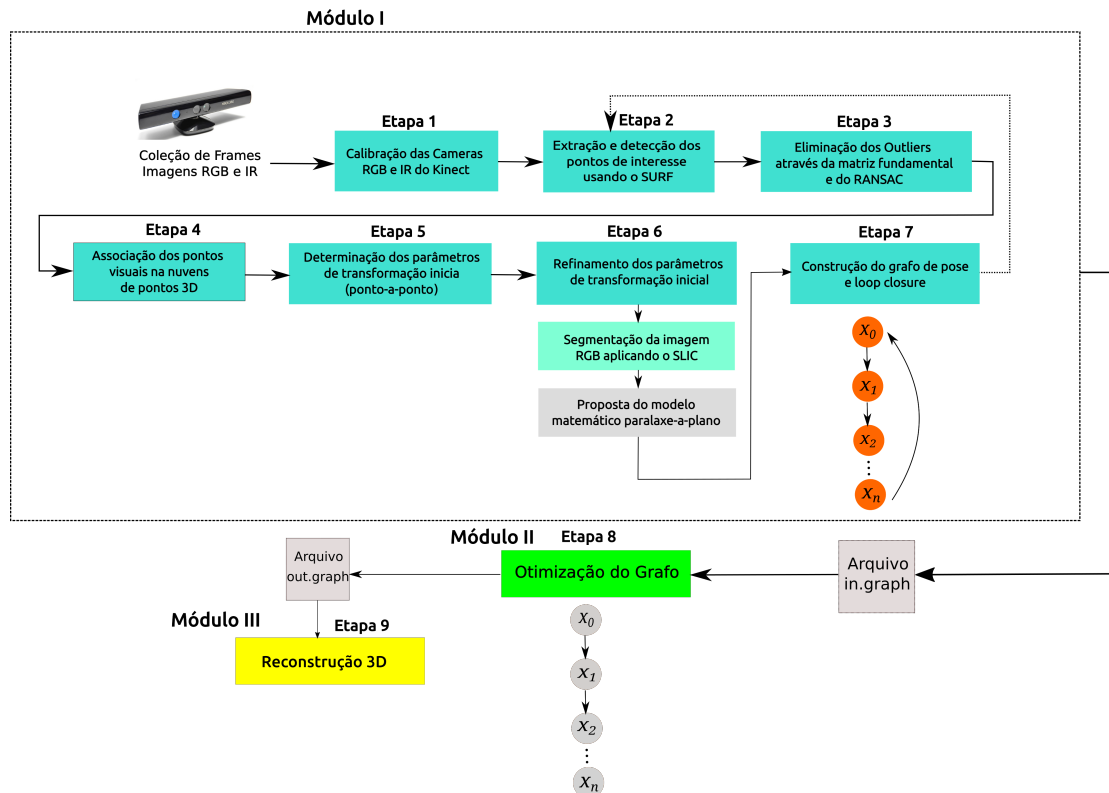 Módulo I
Coleção de Frames
Imagens RGB e IR
Etapa 1
Calibração das Cameras
RGB e IR do Kinect
Etapa 2
Extração e detecção dos
pontos de interesse
usando o SURF
Etapa 3
Eliminação dos Outliers
através da matriz fundamental
e do RANSAC
Etapa 4
Associação dos pontos
visuais na nuvens
de pontos 3D
Etapa 5
Determinação dos parâmetros
de transformação inicia
(ponto-a-ponto)
Etapa 6
Refinamento dos parâmetros
de transformação inicial
Segmentação da imagem
RGB aplicando o SLIC
Proposta do modelo
matemático paralaxe-a-plano
Etapa 7
Construção do grafo de pose
e loop closure
X0
X1
X2
Xn
Arquivo
in.graph
Módulo II
Etapa 8
Otimização do Grafo
X0
X1
X2
Xn
Arquivo
out.graph
Módulo III
Etapa 9
Reconstrução 3D